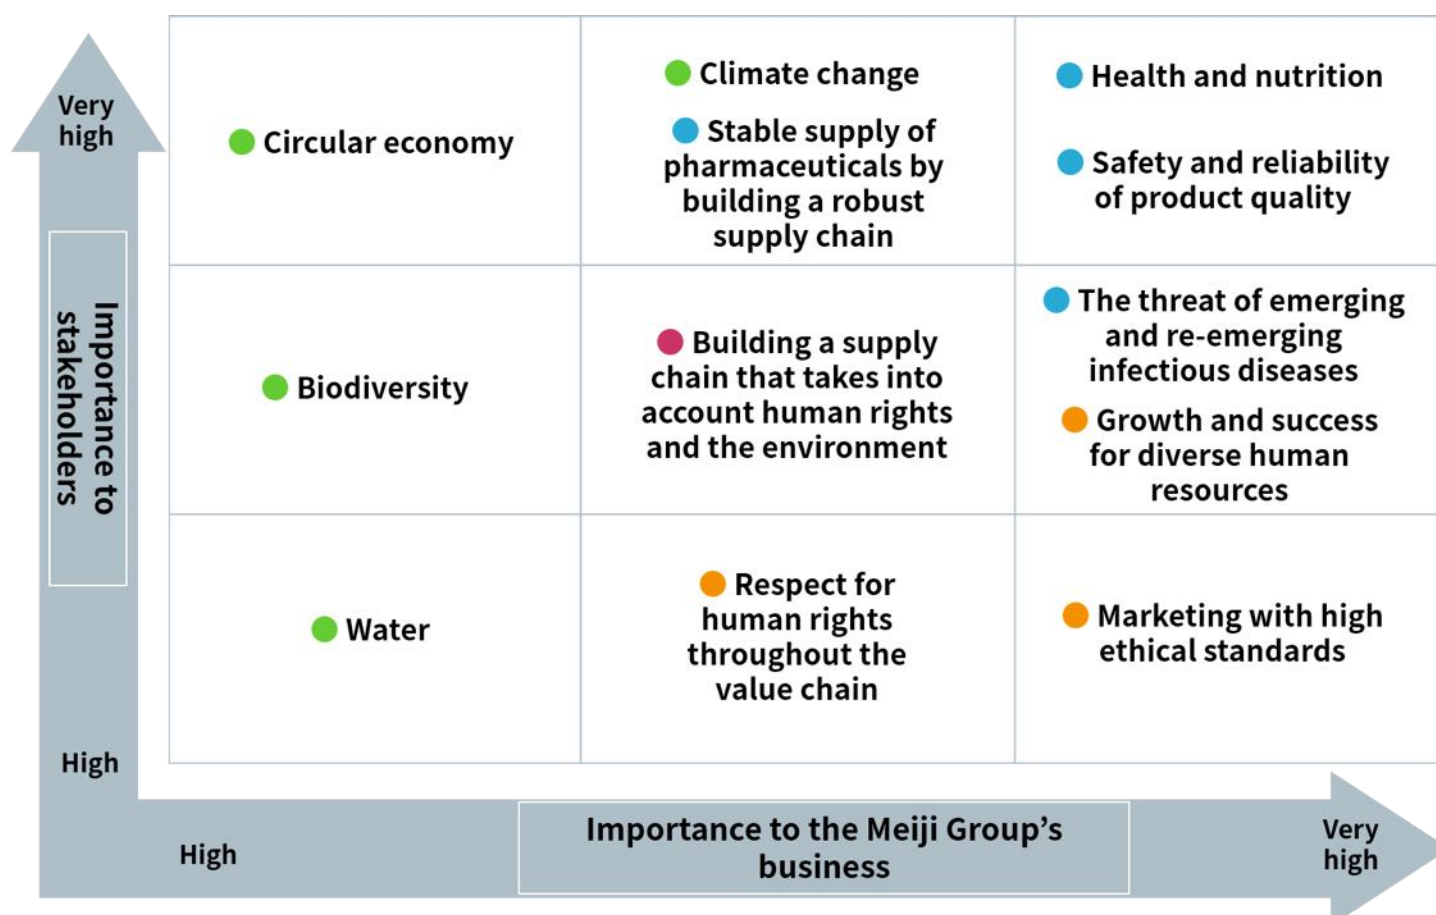 Very
high
Importance to
stakeholders
High
Circular economy
Climate change
Stable supply of
pharmaceuticals by
building a robust
supply chain
Health and nutrition
Safety and reliability
of product quality
Biodiversity
Building a supply
chain that takes into
account human rights
and the environment
The threat of emerging
and re-emerging
infectious diseases
Growth and success
for diverse human
resources
Water
Respect for
human rights
throughout the
value chain
Marketing with high
ethical standards
High
Importance to the Meiji Group’s
business
Very
high